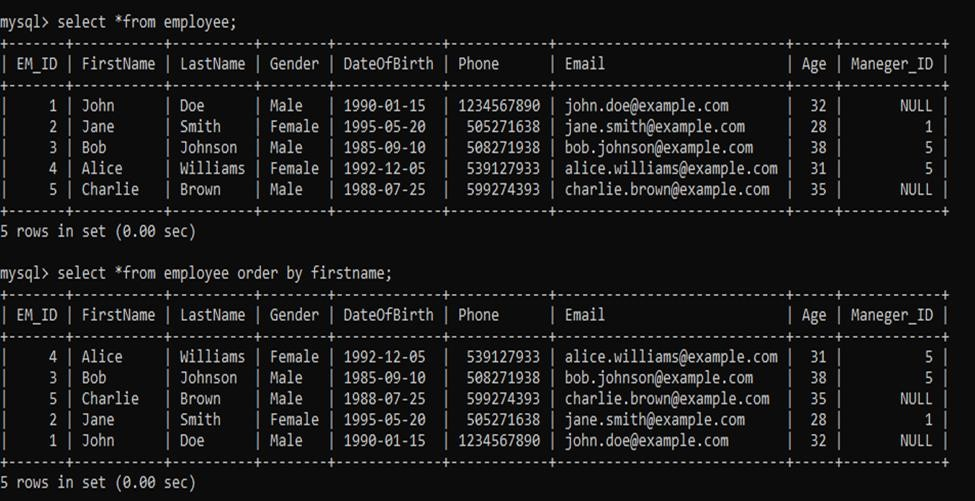 mysql> select *from employee;
+-------+-----------+----------+--------+-------------+------------+----------------------------+-----+------------+
| EM_ID | FirstName | LastName | Gender | DateOfBirth | Phone      | Email                      | Age | Maneger_ID |
+-------+-----------+----------+--------+-------------+------------+----------------------------+-----+------------+
|     1 | John      | Doe      | Male   | 1990-01-15  | 1234567890 | john.doe@example.com       |  32 |       NULL |
|     2 | Jane      | Smith    | Female | 1995-05-20  |  505271638 | jane.smith@example.com     |  28 |          1 |
|     3 | Bob       | Johnson  | Male   | 1985-09-10  |  508271938 | bob.johnson@example.com    |  38 |          5 |
|     4 | Alice     | Williams | Female | 1992-12-05  |  539127933 | alice.williams@example.com |  31 |          5 |
|     5 | Charlie   | Brown    | Male   | 1988-07-25  |  599274393 | charlie.brown@example.com  |  35 |       NULL |
+-------+-----------+----------+--------+-------------+------------+----------------------------+-----+------------+
5 rows in set (0.00 sec)
mysql> select *from employee order by firstname;
+-------+-----------+----------+--------+-------------+------------+----------------------------+-----+------------+
| EM_ID | FirstName | LastName | Gender | DateOfBirth | Phone      | Email                      | Age | Maneger_ID |
+-------+-----------+----------+--------+-------------+------------+----------------------------+-----+------------+
|     4 | Alice     | Williams | Female | 1992-12-05  |  539127933 | alice.williams@example.com |  31 |          5 |
|     3 | Bob       | Johnson  | Male   | 1985-09-10  |  508271938 | bob.johnson@example.com    |  38 |          5 |
|     5 | Charlie   | Brown    | Male   | 1988-07-25  |  599274393 | charlie.brown@example.com  |  35 |       NULL |
|     2 | Jane      | Smith    | Female | 1995-05-20  |  505271638 | jane.smith@example.com     |  28 |          1 |
|     1 | John      | Doe      | Male   | 1990-01-15  | 1234567890 | john.doe@example.com       |  32 |       NULL |
+-------+-----------+----------+--------+-------------+------------+----------------------------+-----+------------+
5 rows in set (0.00 sec)